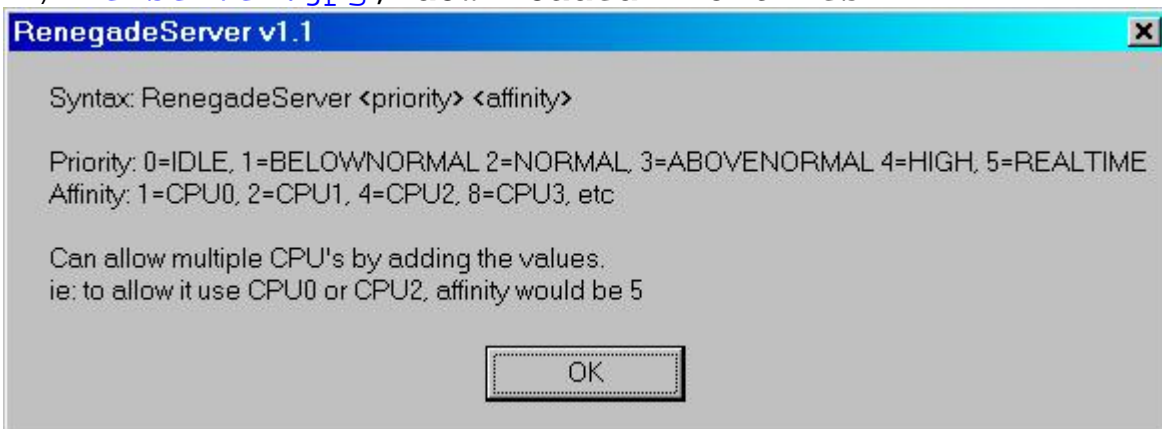 RenegadeServer v1.1
Syntax: RenegadeServer <priority> <affinity>
Priority: 0=IDLE, 1=BELOWNORMAL 2=NORMAL, 3=ABOVENORMAL 4=HIGH, 5=REALTIME
Affinity: 1=CPU0, 2=CPU1, 4=CPU2, 8=CPU3, etc
Can allow multiple CPU's by adding the values.
ie: to allow it use CPU0 or CPU2, affinity would be 5
OK